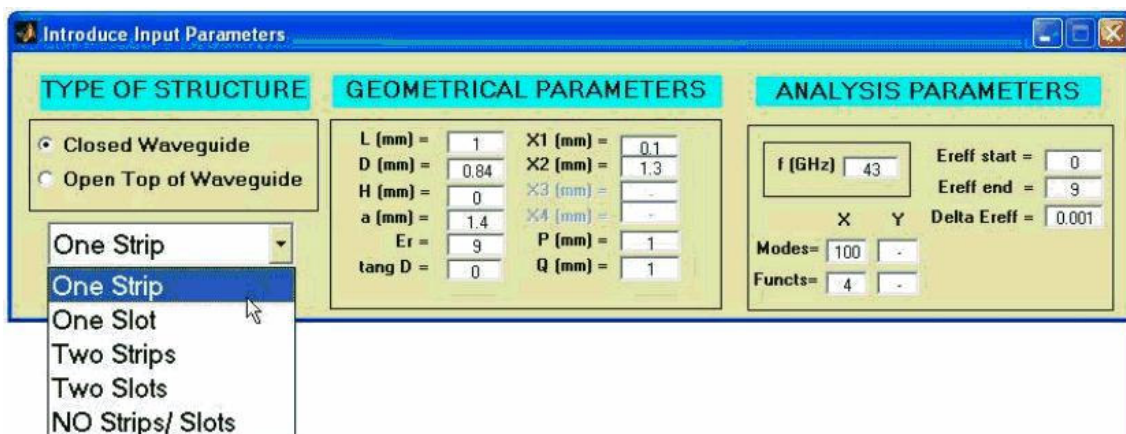 Introduce Input Parameters
TYPE OF STRUCTURE
Closed Waveguide
Open Top of Waveguide
One Strip
One Strip
One Slot
Two Strips
Two Slots
NO Strips/ Slots
GEOMETRICAL PARAMETERS
L (mm) = 1
D (mm) = 0.84
H (mm) = 0
a (mm) = 1.4
Er = 9
tang D = 0
X1 (mm) = 0.1
X2 (mm) = 1.3
X3 (mm) = -
X4 (mm) = -
P (mm) = 1
Q (mm) = 1
ANALYSIS PARAMETERS
f (GHz) 43
X Y
Modes= 100 -
Functs= 4 -
Ereff start = 0
Ereff end = 9
Delta Ereff = 0.001